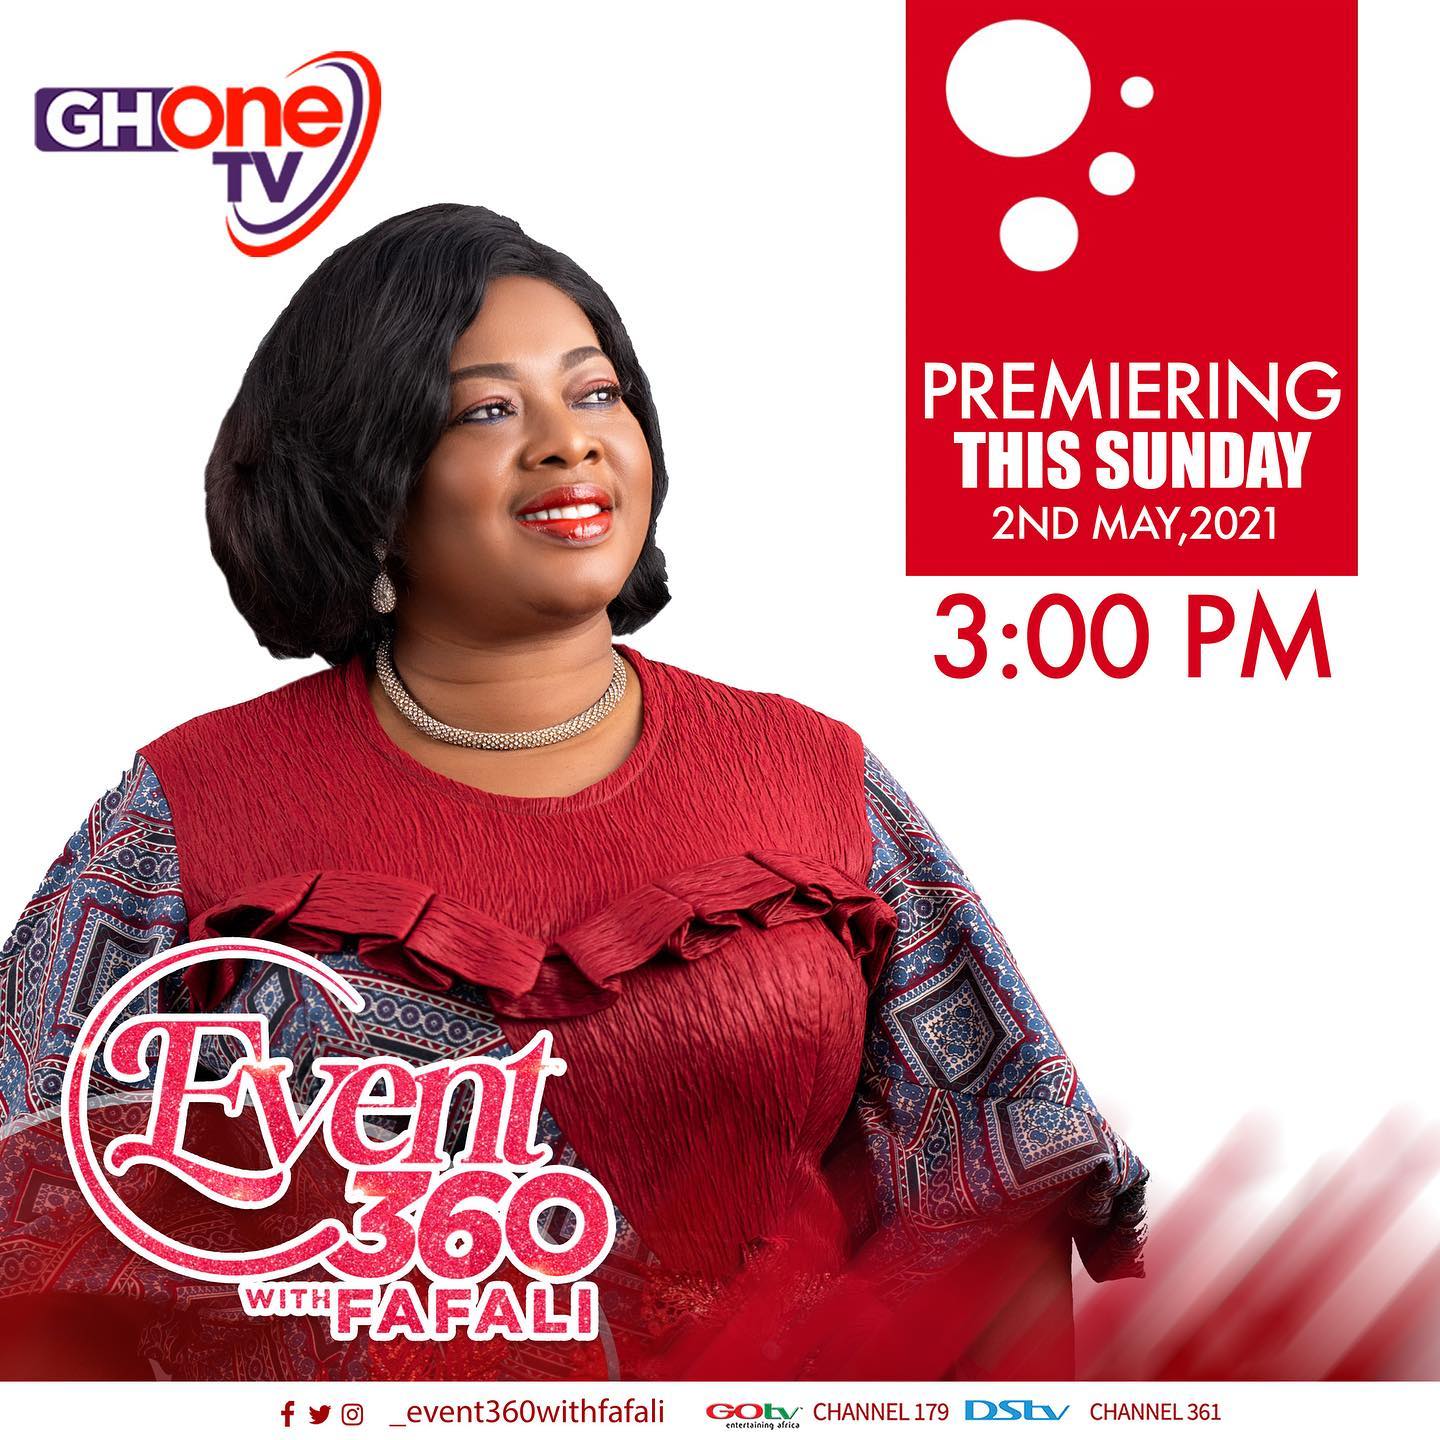 GHOne
TV
PREMIERING
THIS SUNDAY
2ND MAY,2021
3:00 PM
Event
360
WITH FAFALI
_event360withfafali
GOtv
entertaining africa
CHANNEL 179
DStv
CHANNEL 361